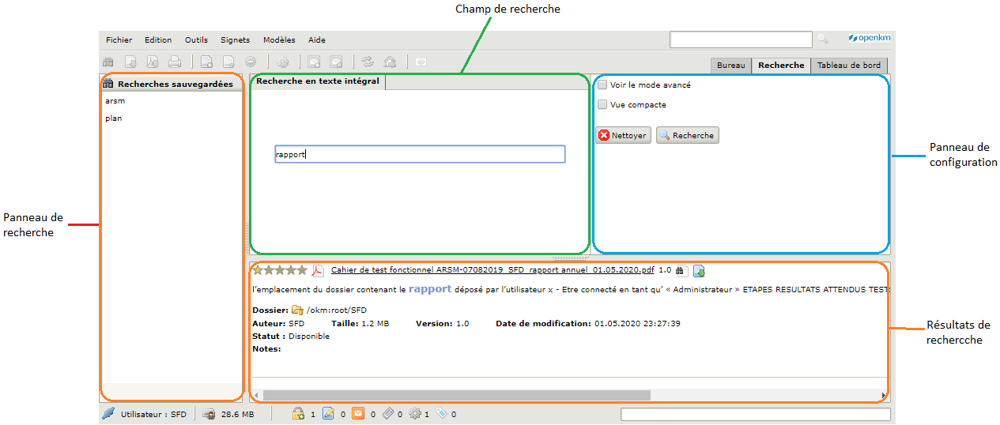 Champ de recherche
Fichier Edition Outils Signets Modèles Aide
openkm
Bureau Recherche Tableau de bord
Recherches sauvegardées
arsm
plan
Recherche en texte intégral
rapport
Voir le mode avancé
Vue compacte
Nettoyer Recherche
Panneau de
configuration
Panneau de
recherche
Cahier de test fonctionnel ARSM-07082019_SFD_rapport annuel_01.05.2020.pdf 1.0
l'emplacement du dossier contenant le rapport déposé par l'utilisateur x - Etre connecté en tant qu' « Administrateur » ETAPES RESULTATS ATTENDUS TEST
Dossier: /okm:root/SFD
Auteur: SFD Taille: 1.2 MB Version: 1.0 Date de modification: 01.05.2020 23:27:39
Statut : Disponible
Notes:
Résultats de
rechercche
Utilisateur : SFD 28.6 MB 1 0 0 0 1 0